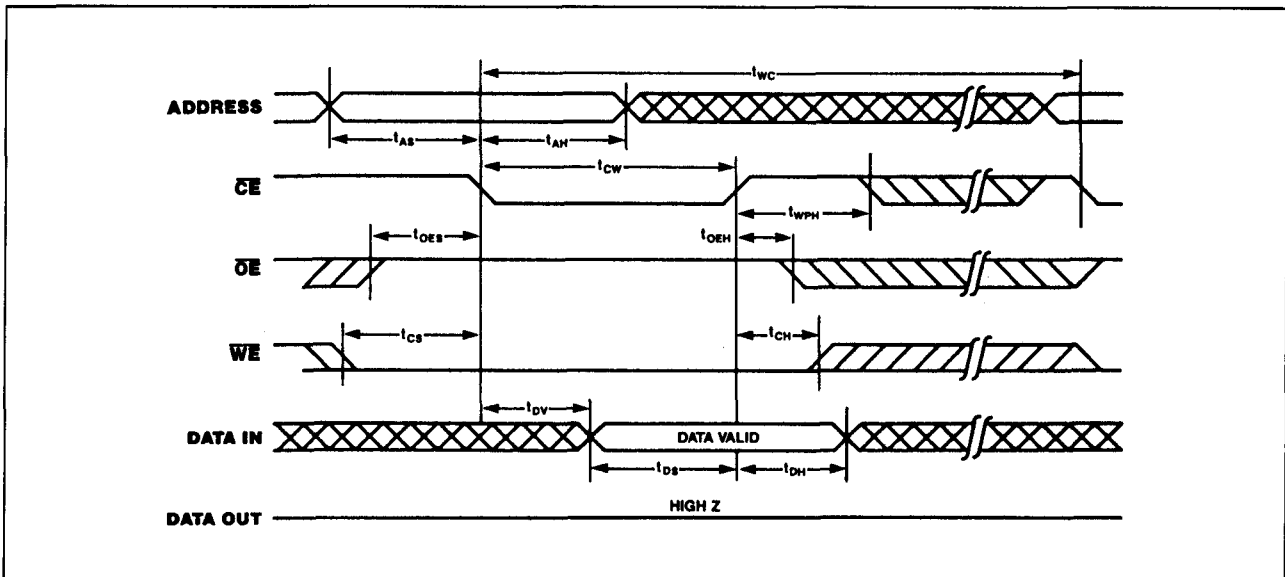 tWC
ADDRESS
tAS
tAH
tCW
CE
tWPH
tOES
tOEH
OE
tCS
tCH
WE
tDV
DATA IN
DATA VALID
tDS
tDH
HIGH Z
DATA OUT